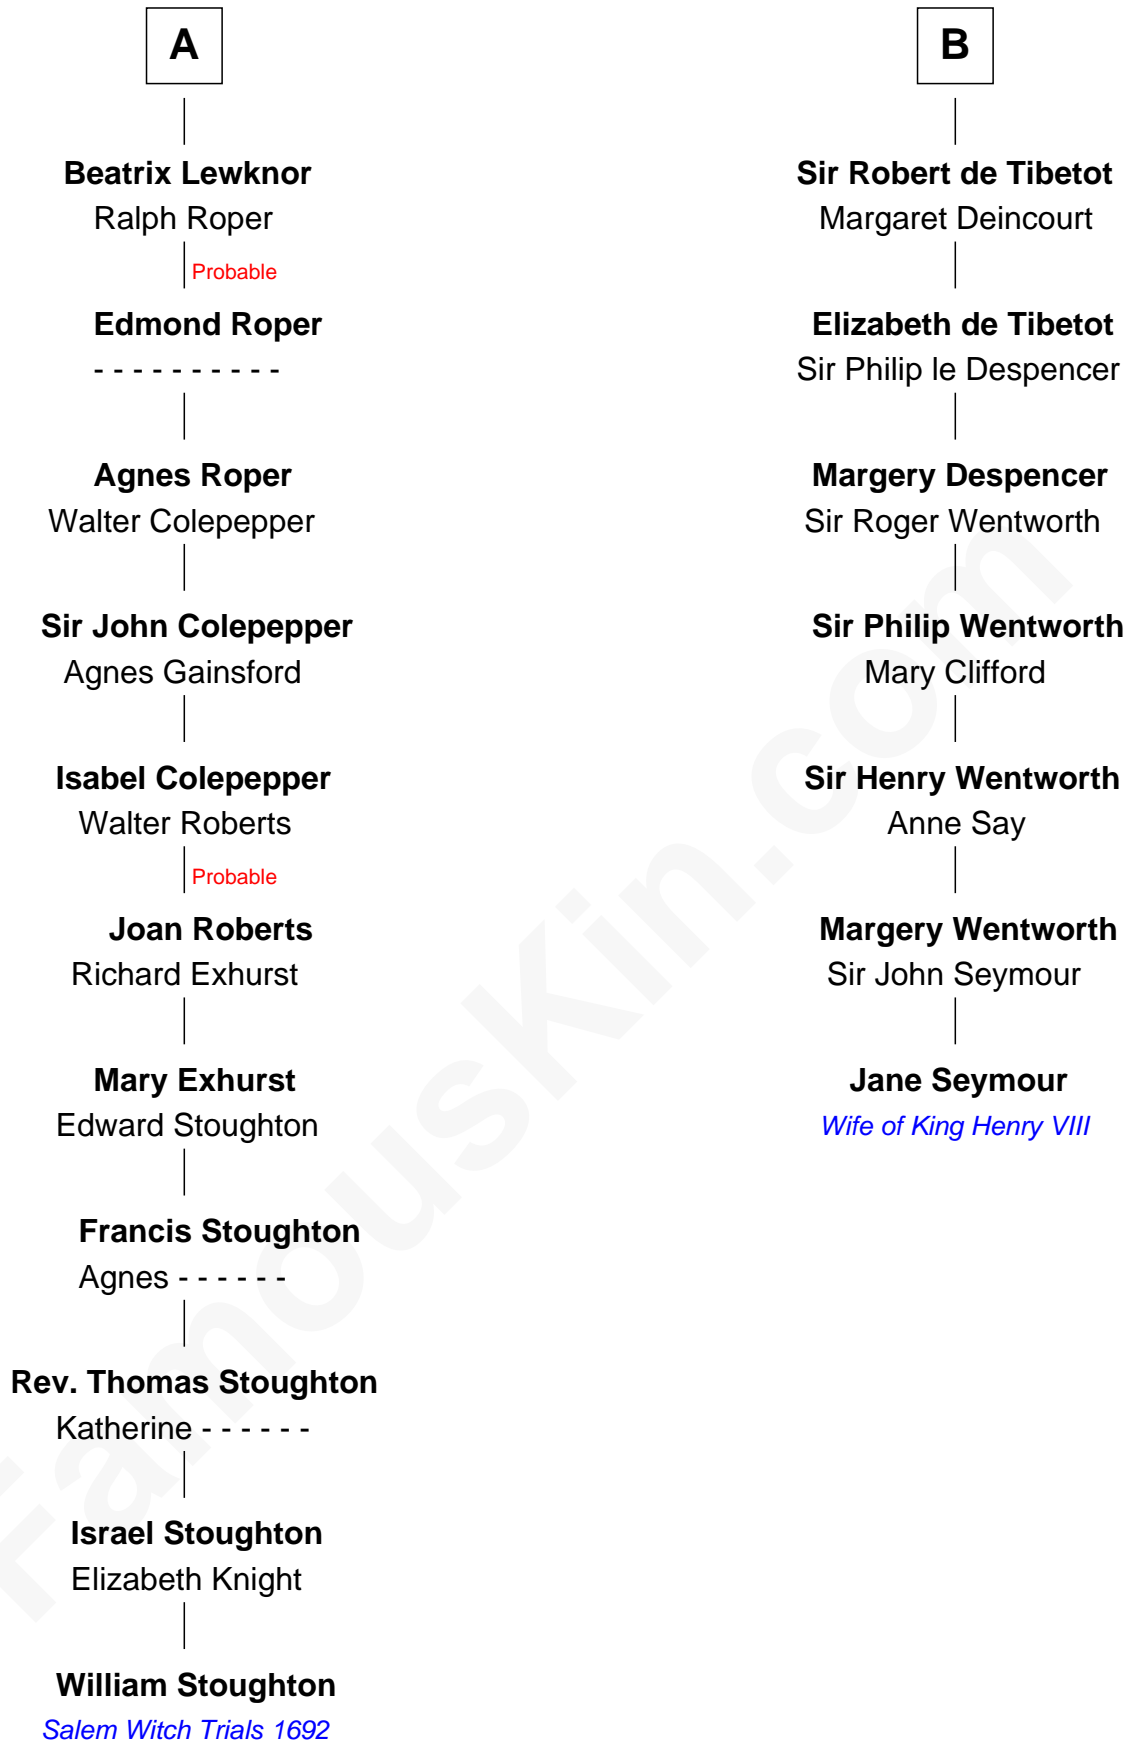 A
Beatrix Lewknor
Ralph Roper
Probable
Edmond Roper
- - - - - - - - - -
Agnes Roper
Walter Colepepper
Sir John Colepepper
Agnes Gainsford
Isabel Colepepper
Walter Roberts
Probable
Joan Roberts
Richard Exhurst
Mary Exhurst
Edward Stoughton
Francis Stoughton
Agnes - - - - - -
Rev. Thomas Stoughton
Katherine - - - - - -
Israel Stoughton
Elizabeth Knight
William Stoughton
Salem Witch Trials 1692
B
Sir Robert de Tibetot
Margaret Deincourt
Elizabeth de Tibetot
Sir Philip le Despencer
Margery Despencer
Sir Roger Wentworth
Sir Philip Wentworth
Mary Clifford
Sir Henry Wentworth
Anne Say
Margery Wentworth
Sir John Seymour
Jane Seymour
Wife of King Henry VIII
FamousKin.com